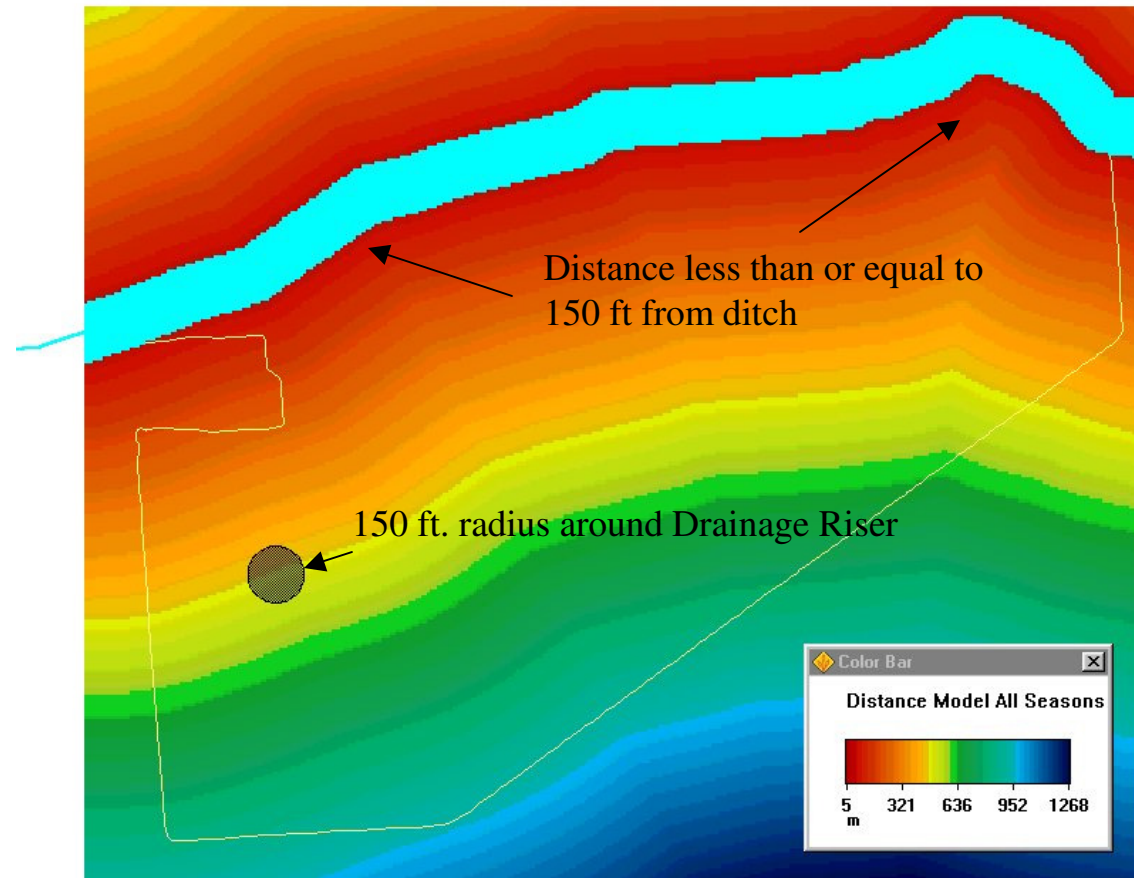 Distance less than or equal to
150 ft from ditch
150 ft. radius around Drainage Riser
Color Bar
Distance Model All Seasons
5 321 636 952 1268
m